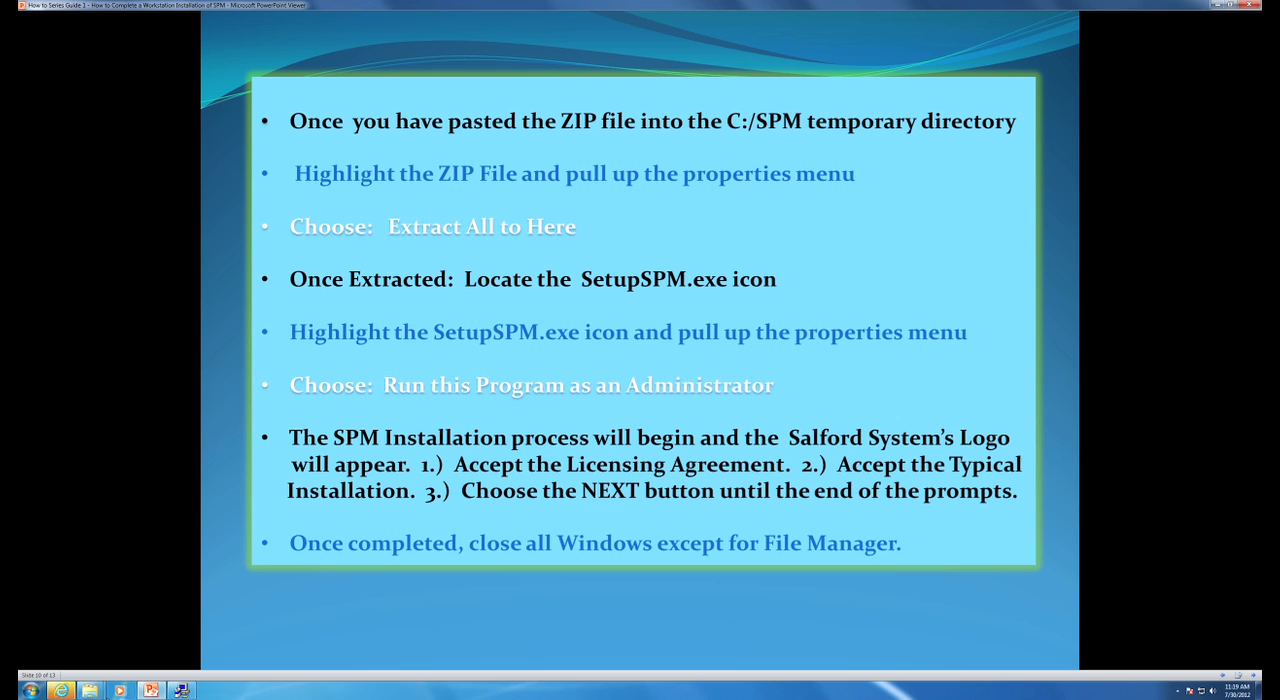 How to Series Guide 1 - How to Complete a Workstation Installation of SPM - Microsoft PowerPoint Viewer
• Once you have pasted the ZIP file into the C:/SPM temporary directory
• Highlight the ZIP File and pull up the properties menu
• Choose: Extract All to Here
• Once Extracted: Locate the SetupSPM.exe icon
• Highlight the SetupSPM.exe icon and pull up the properties menu
• Choose: Run this Program as an Administrator
• The SPM Installation process will begin and the Salford System’s Logo
will appear. 1.) Accept the Licensing Agreement. 2.) Accept the Typical
Installation. 3.) Choose the NEXT button until the end of the prompts.
• Once completed, close all Windows except for File Manager.
Slide 10 of 13
11:19 AM
7/30/2012